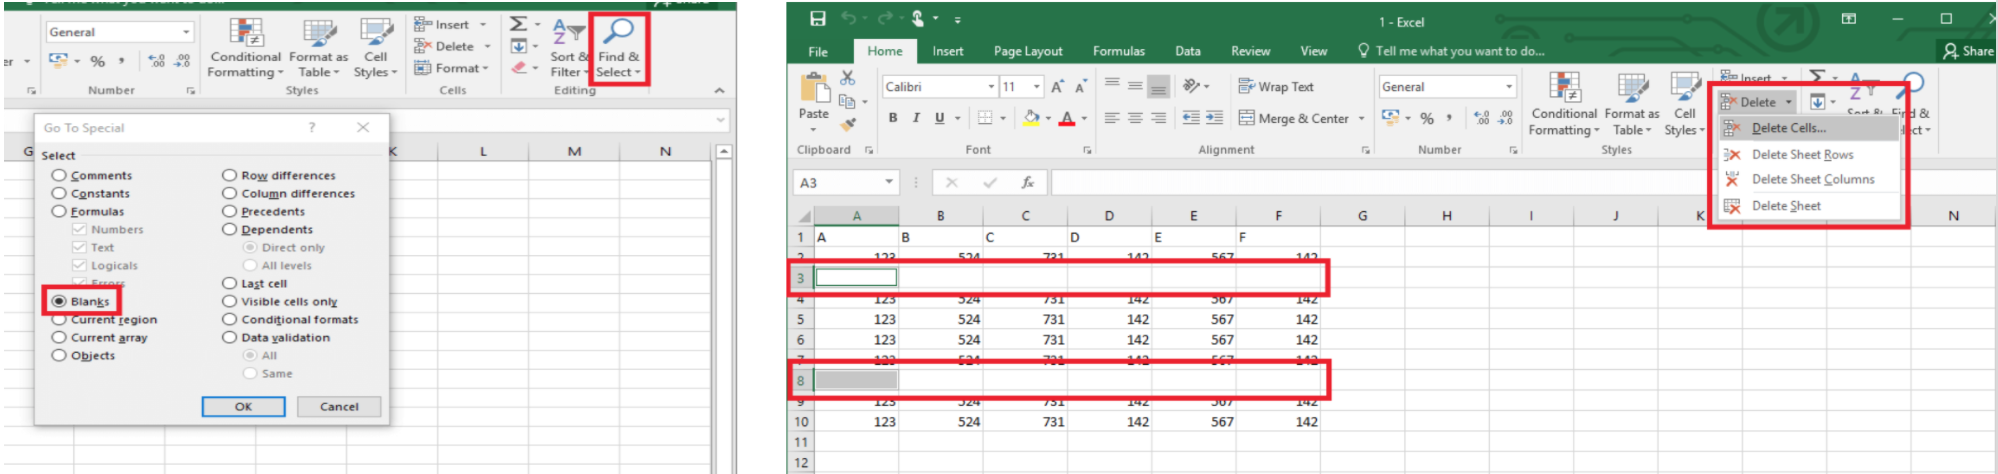 General
Insert
Delete
Format
Conditional Formatting
Format as Table
Cell Styles
Sort & Filter
Find & Select
Number
Styles
Cells
Editing
Go To Special
?
Select
Comments
Constants
Formulas
Numbers
Text
Logicals
Errors
Blanks
Current region
Current array
Objects
Row differences
Column differences
Precedents
Dependents
Direct only
All levels
Last cell
Visible cells only
Conditional formats
Data validation
All
Same
OK
Cancel
G K L M N
1 - Excel
File Home Insert Page Layout Formulas Data Review View Tell me what you want to do...
Share
Paste
Calibri
11
B I U
Wrap Text
Merge & Center
General
Conditional Formatting
Format as Table
Cell Styles
Insert
Delete
Delete Cells...
Delete Sheet Rows
Delete Sheet Columns
Delete Sheet
Clipboard
Font
Alignment
Number
Styles
A3
fx
A B C D E F G H I J K N
1 A B C D E F
2 123 524 731 142 567 142
3
4 123 524 731 142 567 142
5 123 524 731 142 567 142
6 123 524 731 142 567 142
7 123 524 731 142 567 142
8
9 123 524 731 142 567 142
10 123 524 731 142 567 142
11
12